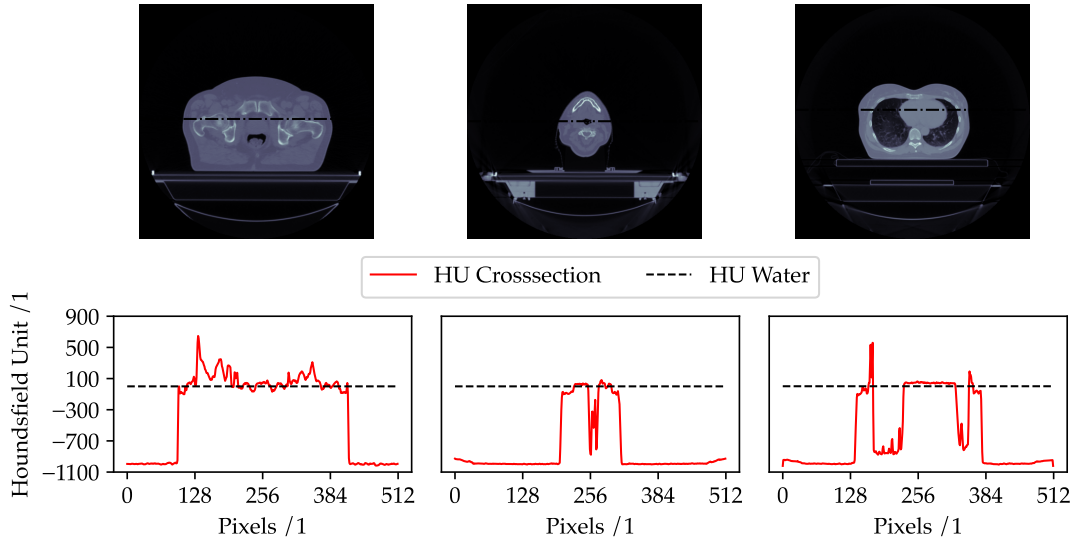 HU Crosssection HU Water
Houndsfield Unit /1
900
500
100
−300
−700
−1100
0 128 256 384 512
0 128 256 384 512
0 128 256 384 512
Pixels /1 Pixels /1 Pixels /1